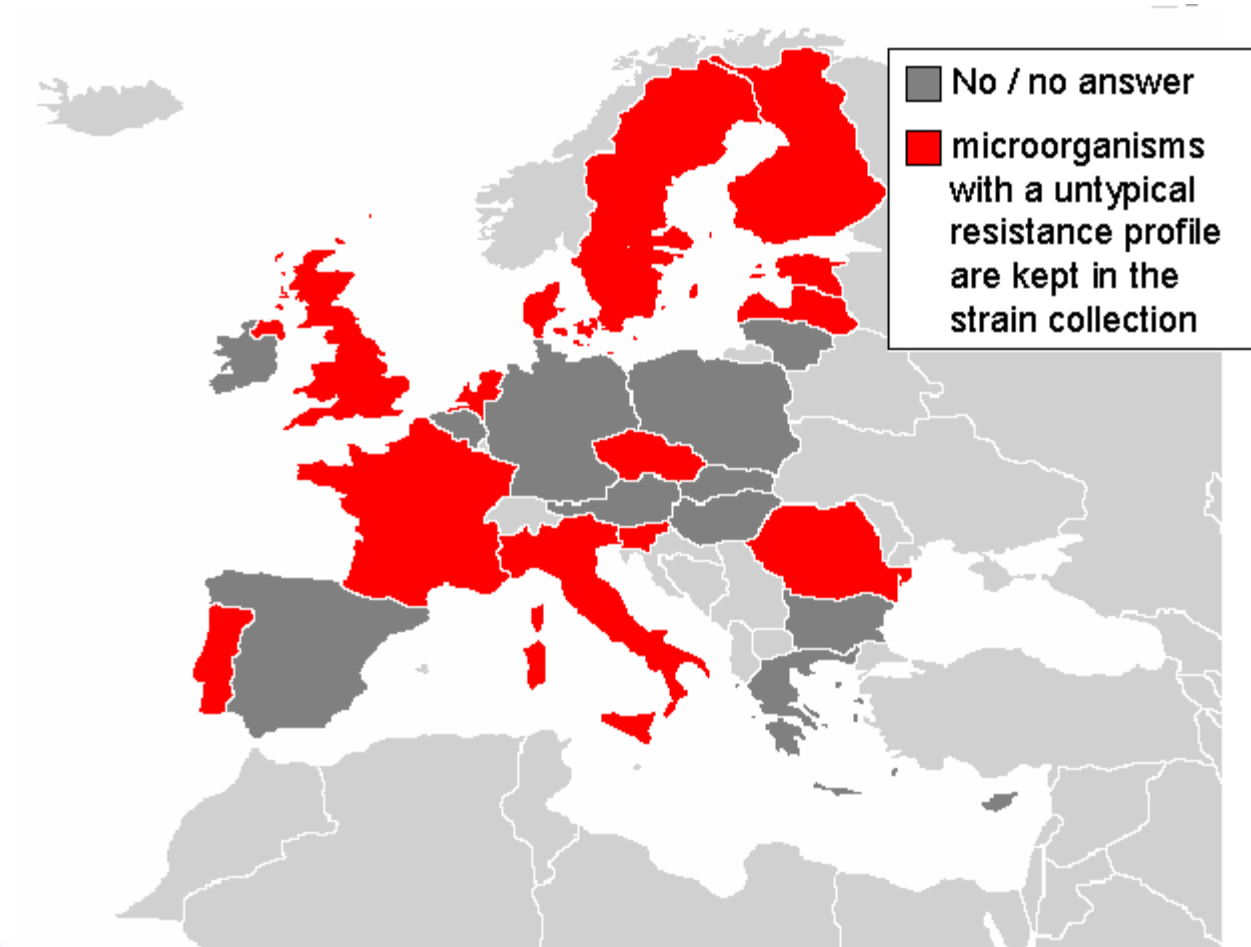 No / no answer
microorganisms
with a untypical
resistance profile
are kept in the
strain collection